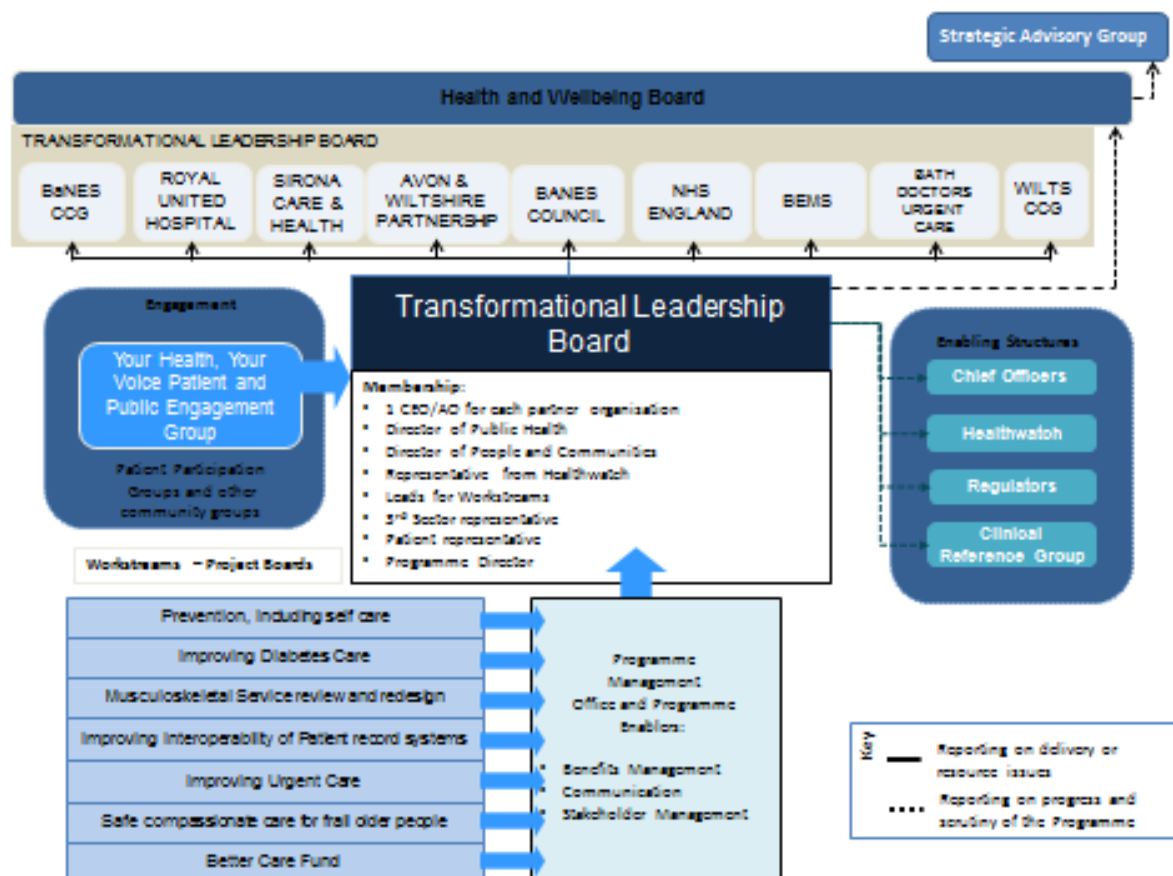 Strategic Advisory Group
Health and Wellbeing Board
TRANSFORMATIONAL LEADERSHIP BOARD
BaNES
CCG
ROYAL
UNITED
HOSPITAL
SIRONA
CARE &
HEALTH
AVON &
WILTSHIRE
PARTNERSHIP
BANES
COUNCIL
NHS
ENGLAND
BEMS
BATH
DOCTORS
URGENT
CARE
WILTS
CCG
Engagement
Your Health, Your
Voice Patient and
Public Engagement
Group
Patient Participation
Groups and other
community groups
Transformational Leadership
Board
Membership:
• 1 CEO/AO for each partner organisation
• Director of Public Health
• Director of People and Communities
• Representative from Healthwatch
• Leads for Workstreams
• 3rd Sector representative
• Patient representative
• Programme Director
Enabling Structures
Chief Officers
Healthwatch
Regulators
Clinical
Reference Group
Workstreams – Project Boards
Prevention, including self care
Improving Diabetes Care
Musculoskeletal Service review and redesign
Improving Interoperability of Patient record systems
Improving Urgent Care
Safe compassionate care for frail older people
Better Care Fund
Programme
Management
Office and Programme
Enablers:
• Benefits Management
• Communication
• Stakeholder Management
Key
Reporting on delivery or
resource issues
Reporting on progress and
scrutiny of the Programme